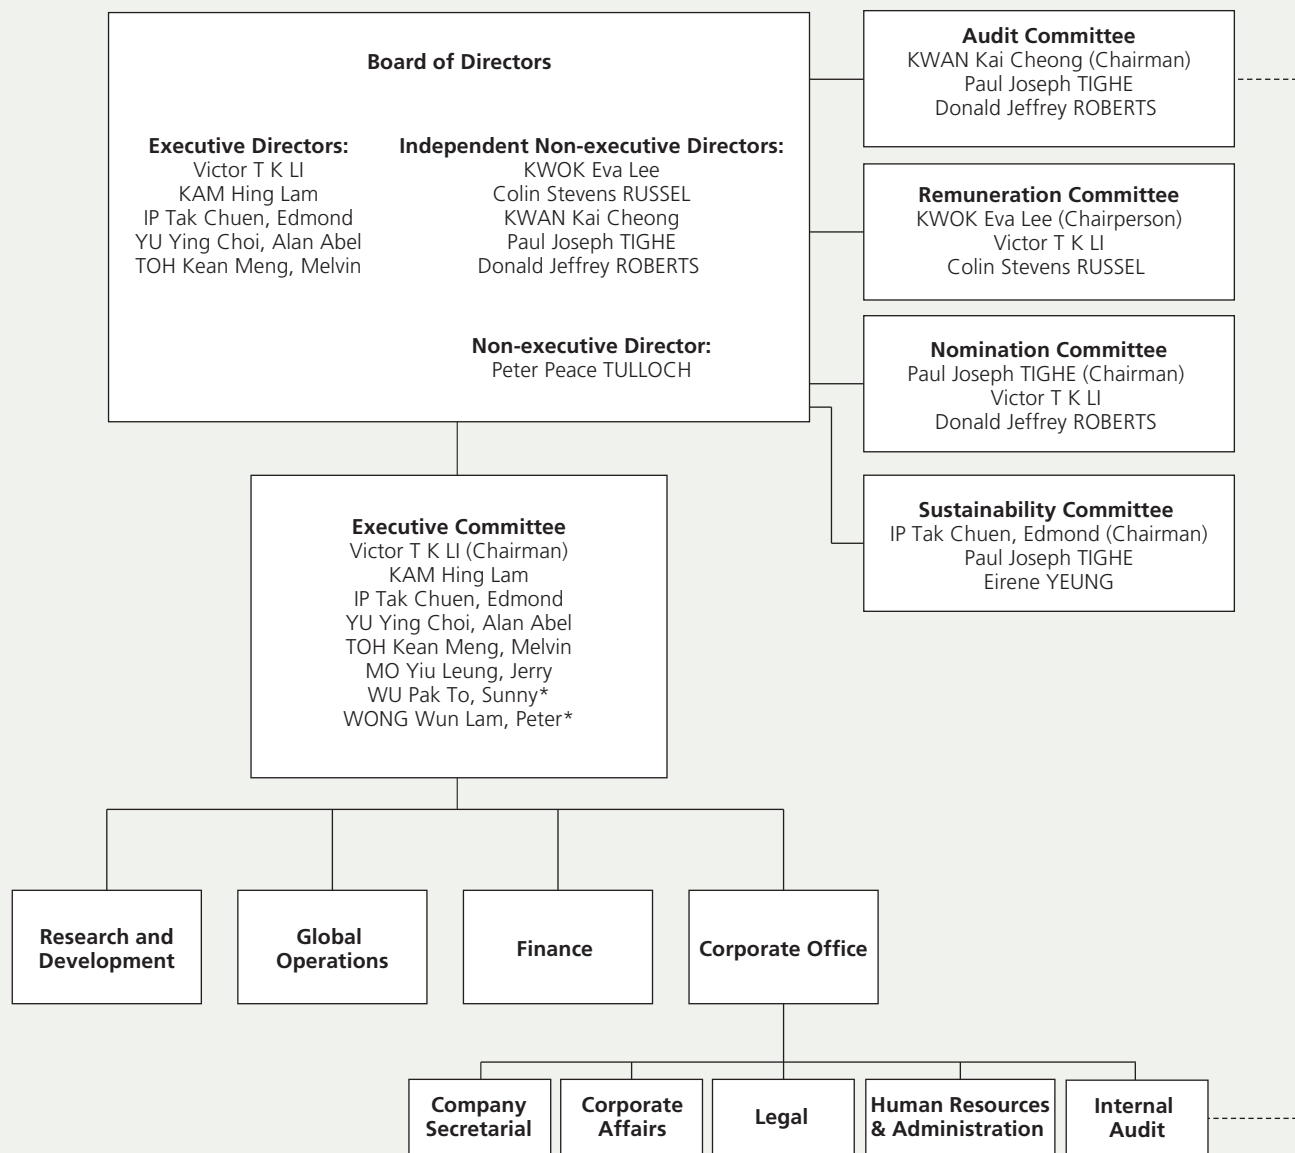 Board of Directors
Executive Directors:
Victor T K LI
KAM Hing Lam
IP Tak Chuen, Edmond
YU Ying Choi, Alan Abel
TOH Kean Meng, Melvin
Independent Non-executive Directors:
KWOK Eva Lee
Colin Stevens RUSSEL
KWAN Kai Cheong
Paul Joseph TIGHE
Donald Jeffrey ROBERTS
Non-executive Director:
Peter Peace TULLOCH
Audit Committee
KWAN Kai Cheong (Chairman)
Paul Joseph TIGHE
Donald Jeffrey ROBERTS
Remuneration Committee
KWOK Eva Lee (Chairperson)
Victor T K LI
Colin Stevens RUSSEL
Nomination Committee
Paul Joseph TIGHE (Chairman)
Victor T K LI
Donald Jeffrey ROBERTS
Sustainability Committee
IP Tak Chuen, Edmond (Chairman)
Paul Joseph TIGHE
Eirene YEUNG
Executive Committee
Victor T K LI (Chairman)
KAM Hing Lam
IP Tak Chuen, Edmond
YU Ying Choi, Alan Abel
TOH Kean Meng, Melvin
MO Yiu Leung, Jerry
WU Pak To, Sunny*
WONG Wun Lam, Peter*
Research and
Development
Global
Operations
Finance
Corporate Office
Company
Secretarial
Corporate
Affairs
Legal
Human Resources
& Administration
Internal
Audit